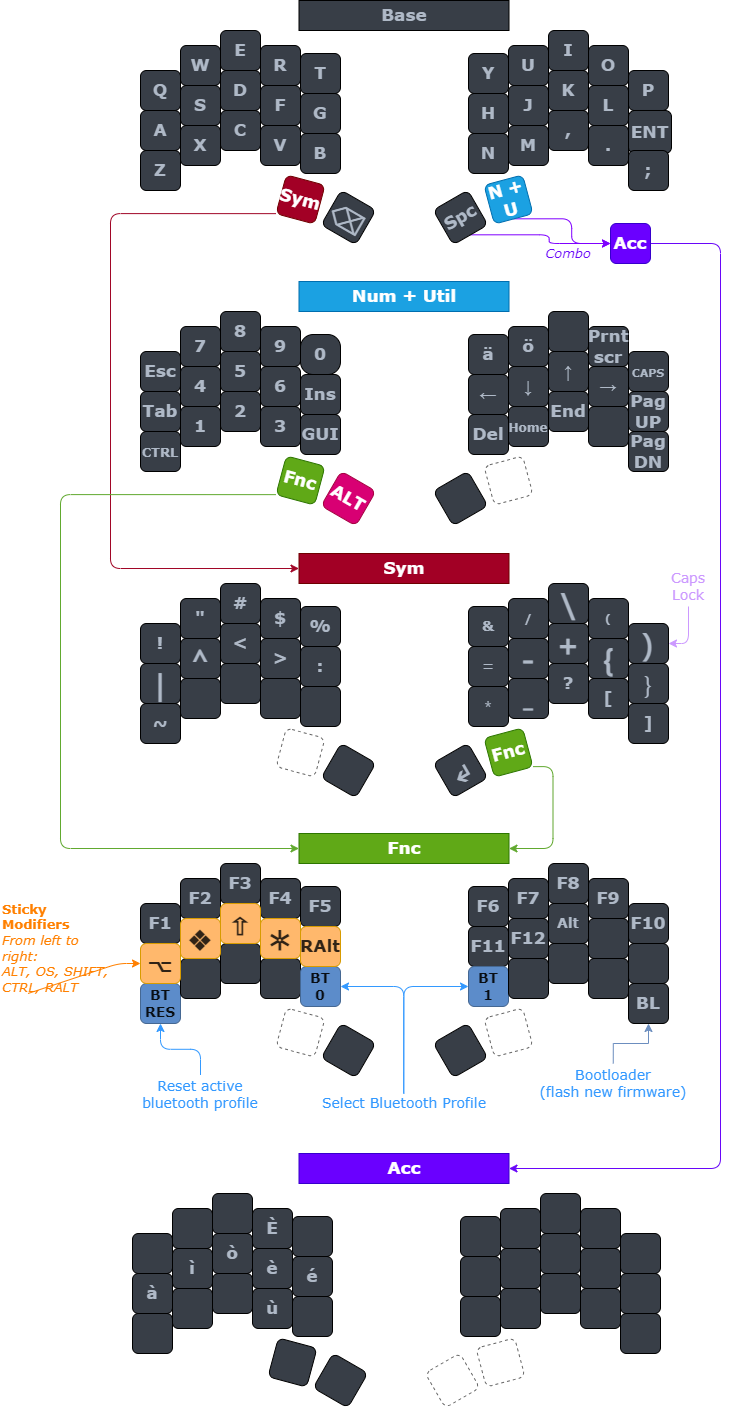 Base
Q W E R T Y U I O P
A S D F G H J K L ENT
Z X C V B N M , . ;
Sym
Spc
N +
U
Combo
Acc
Num + Util
Esc 7 8 9 0 ä ö Prnt
scr CAPS
Tab 4 5 6 Ins ← ↓ ↑ → Pag
UP
CTRL 1 2 3 GUI Del Home End Pag
DN
Fnc ALT
Sym
Caps
Lock
! " # $ % & / \ ( )
| ^ < > : = - + { }
~ * _ ? [ ]
Fnc
Fnc
F1 F2 F3 F4 F5 F6 F7 F8 F9 F10
⌥ ❖ ⇧ * RAlt F11 F12 Alt
BT
RES
BT
0
BT
1
BL
Sticky
Modifiers
From left to
right:
ALT, OS, SHIFT,
CTRL, RALT
Reset active
bluetooth profile
Select Bluetooth Profile
Bootloader
(flash new firmware)
Acc
È
à ì ò è é
ù